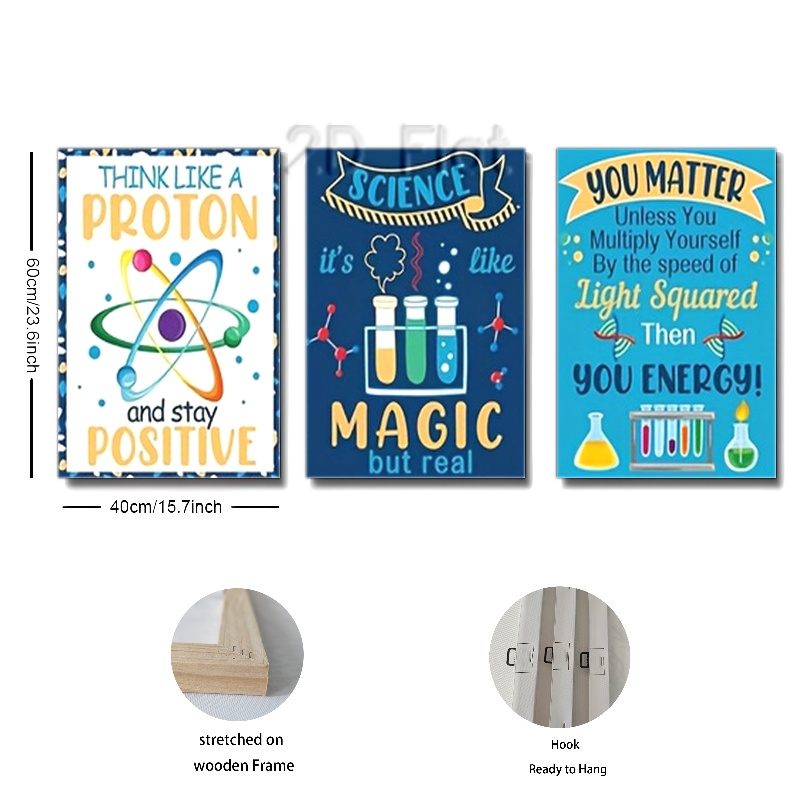 2D Flat
THINK LIKE A
PROTON
and stay
POSITIVE
SCIENCE
it's like
MAGIC
but real
YOU MATTER
Unless You
Multiply Yourself
By the speed of
Light Squared
Then
YOU ENERGY!
60cm/23.6inch
40cm/15.7inch
stretched on
wooden Frame
Hook
Ready to Hang